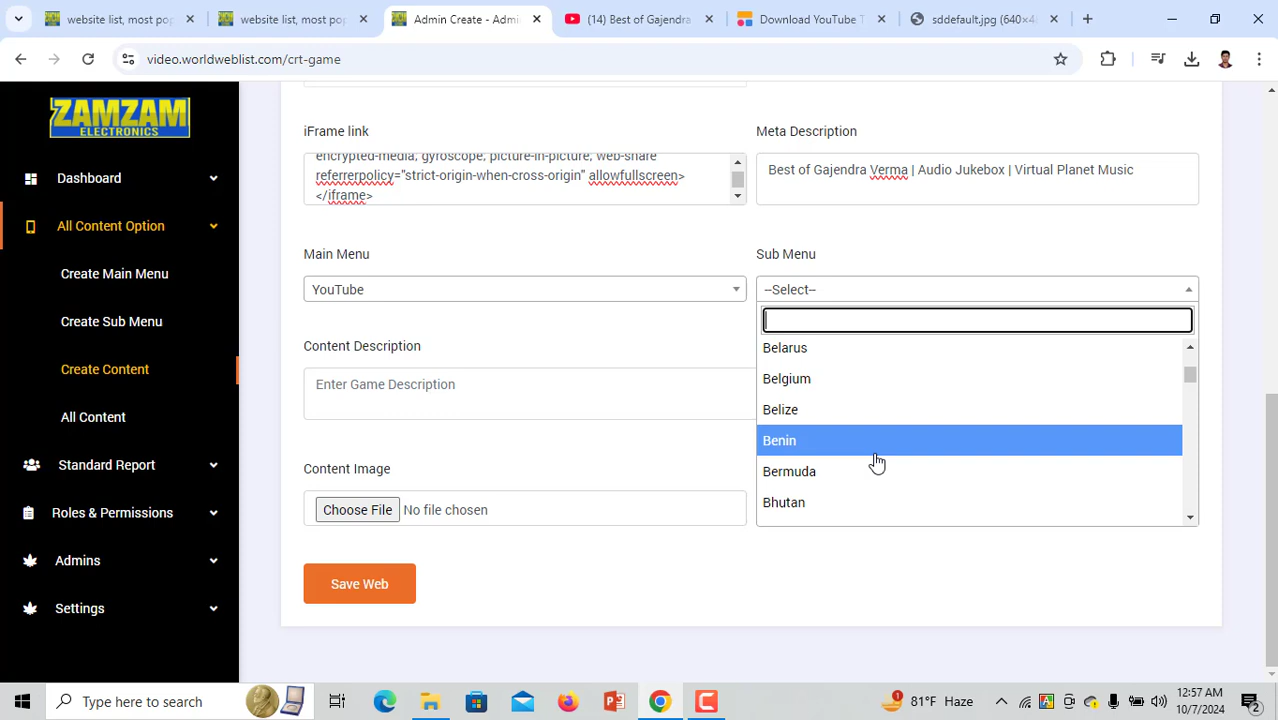 website list, most pop
website list, most pop
Admin Create - Admi
(14) Best of Gajendra
Download YouTube T
sddefault.jpg (640×4
video.worldweblist.com/crt-game
ZAMZAM
ELECTRONICS
Dashboard
All Content Option
Create Main Menu
Create Sub Menu
Create Content
All Content
Standard Report
Roles & Permissions
Admins
Settings
iFrame link
Meta Description
encrypted-media; gyroscope; picture-in-picture; web-share"
referrerpolicy="strict-origin-when-cross-origin" allowfullscreen>
</iframe>
Best of Gajendra Verma | Audio Jukebox | Virtual Planet Music
Main Menu
Sub Menu
YouTube
--Select--
Belarus
Belgium
Belize
Benin
Bermuda
Bhutan
Content Description
Enter Game Description
Content Image
Choose File No file chosen
Save Web
Type here to search
1
81°F Haze
12:57 AM
10/7/2024
2